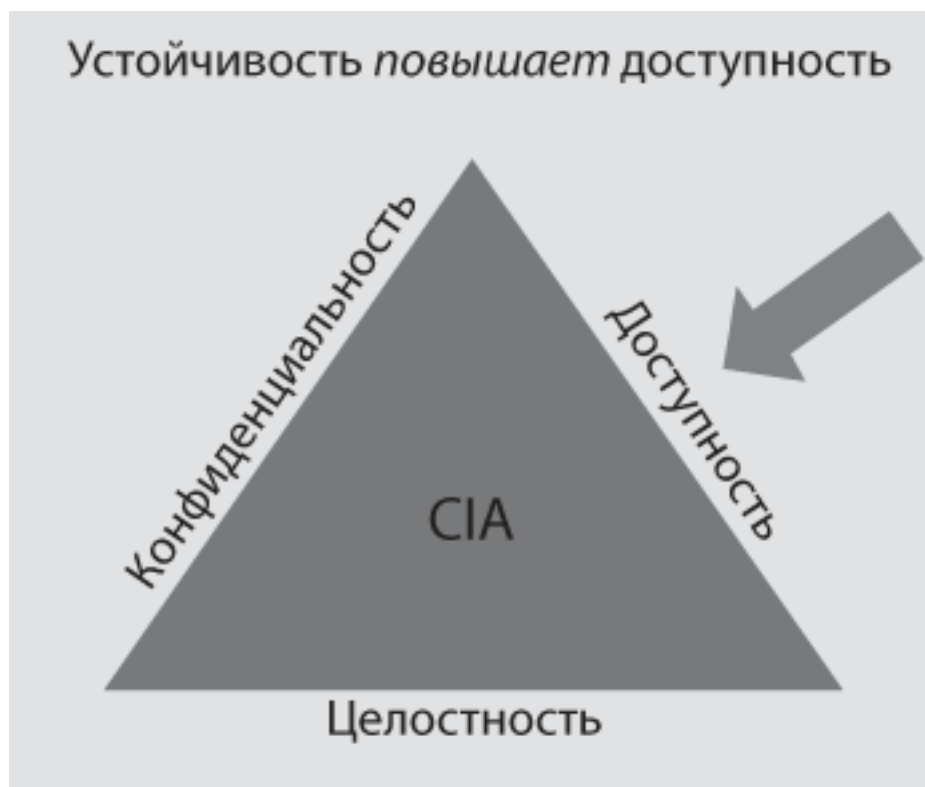 Устойчивость повышает доступность
Конфиденциальность
Доступность
CIA
Целостность